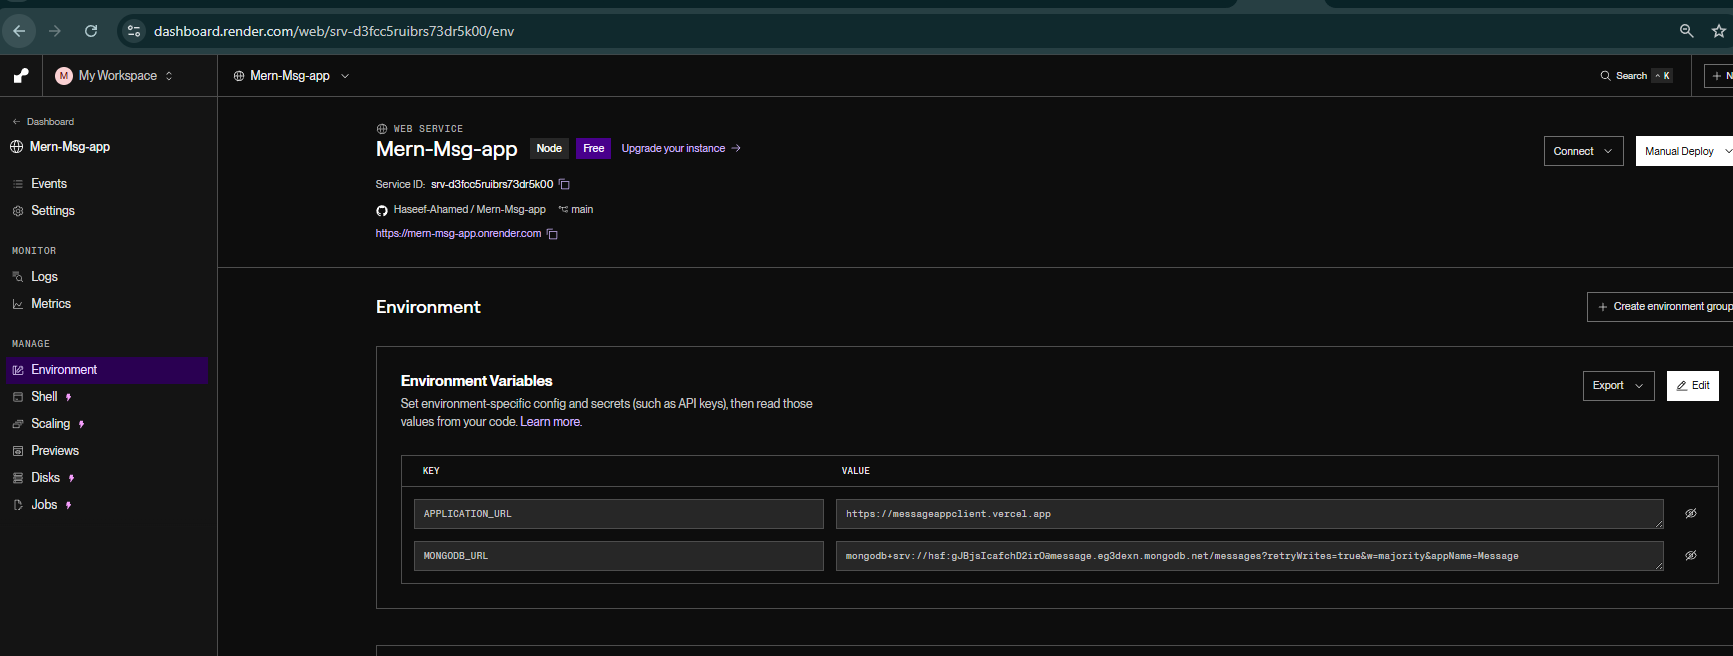 dashboard.render.com/web/srv-d3fcc5ruibrs73dr5k00/env
M My Workspace
Mern-Msg-app
Search ^ K
+ N
← Dashboard
Mern-Msg-app
Events
Settings
MONITOR
Logs
Metrics
MANAGE
Environment
Shell
Scaling
Previews
Disks
Jobs
WEB SERVICE
Mern-Msg-app Node Free Upgrade your instance →
Connect
Manual Deploy
Service ID: srv-d3fcc5ruibrs73dr5k00
Haseef-Ahamed / Mern-Msg-app main
https://mern-msg-app.onrender.com
Environment
+ Create environment group
Environment Variables
Set environment-specific config and secrets (such as API keys), then read those
values from your code. Learn more.
Export
Edit
KEY VALUE
APPLICATION_URL https://messageappclient.vercel.app
MONGODB_URL mongodb+srv://hsf:gJBjsIcafchD2irO@message.eg3dexn.mongodb.net/messages?retryWrites=true&w=majority&appName=Message